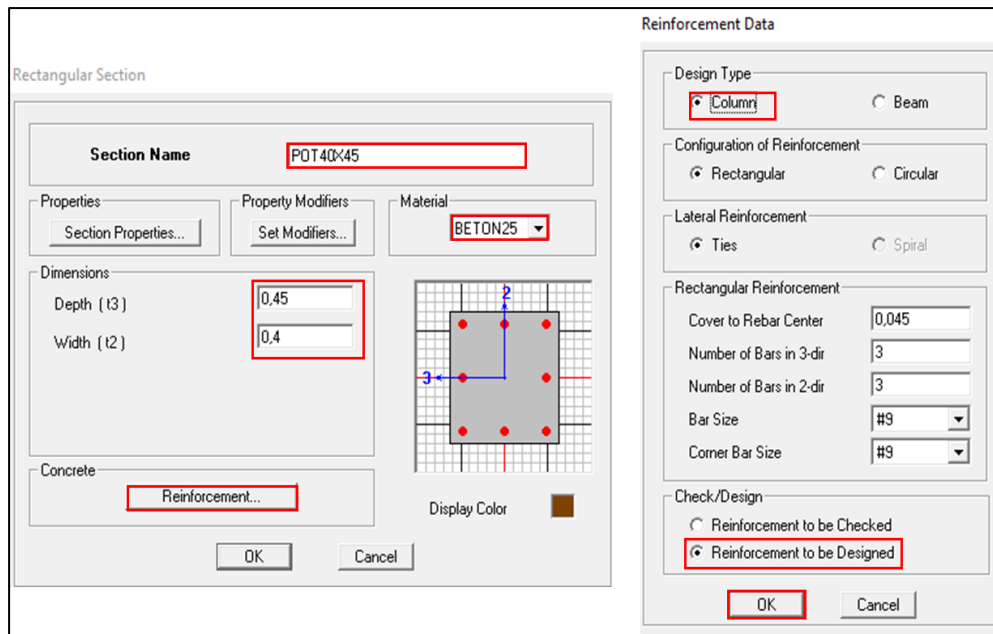 Rectangular Section
Section Name
POT40X45
Properties
Section Properties...
Property Modifiers
Set Modifiers...
Material
BETON25
Dimensions
Depth ( t3 )
0,45
Width ( t2 )
0,4
2
3
Concrete
Reinforcement...
Display Color
OK
Cancel
Reinforcement Data
Design Type
Column
Beam
Configuration of Reinforcement
Rectangular
Circular
Lateral Reinforcement
Ties
Spiral
Rectangular Reinforcement
Cover to Rebar Center
0,045
Number of Bars in 3-dir
3
Number of Bars in 2-dir
3
Bar Size
#9
Corner Bar Size
#9
Check/Design
Reinforcement to be Checked
Reinforcement to be Designed
OK
Cancel